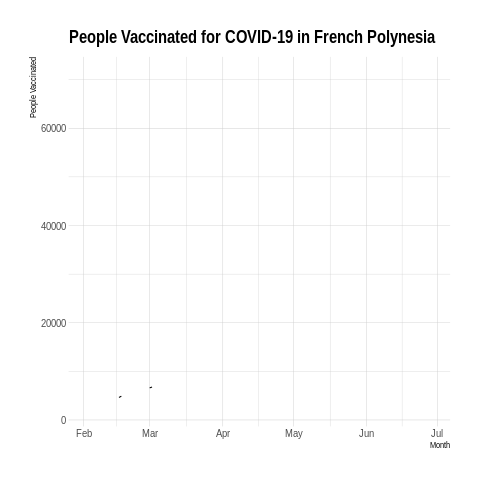 People Vaccinated for COVID-19 in French Polynesia
People Vaccinated
60000
40000
20000
0
Feb Mar Apr May Jun Jul
Month